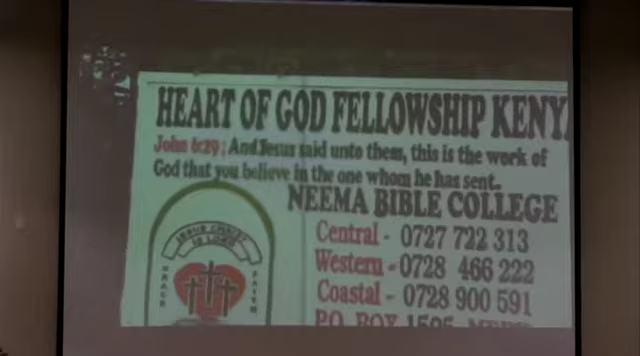 HEART OF GOD FELLOWSHIP KENYA
John 6:29: And Jesus said unto them, this is the work of
God that you believe in the one whom he has sent.
NEEMA BIBLE COLLEGE
Central - 0727 722 313
Western - 0728 466 222
Coastal - 0728 900 591
P.O. BOX
JESUS CHRIST
IS LORD
GRACE
FAITH